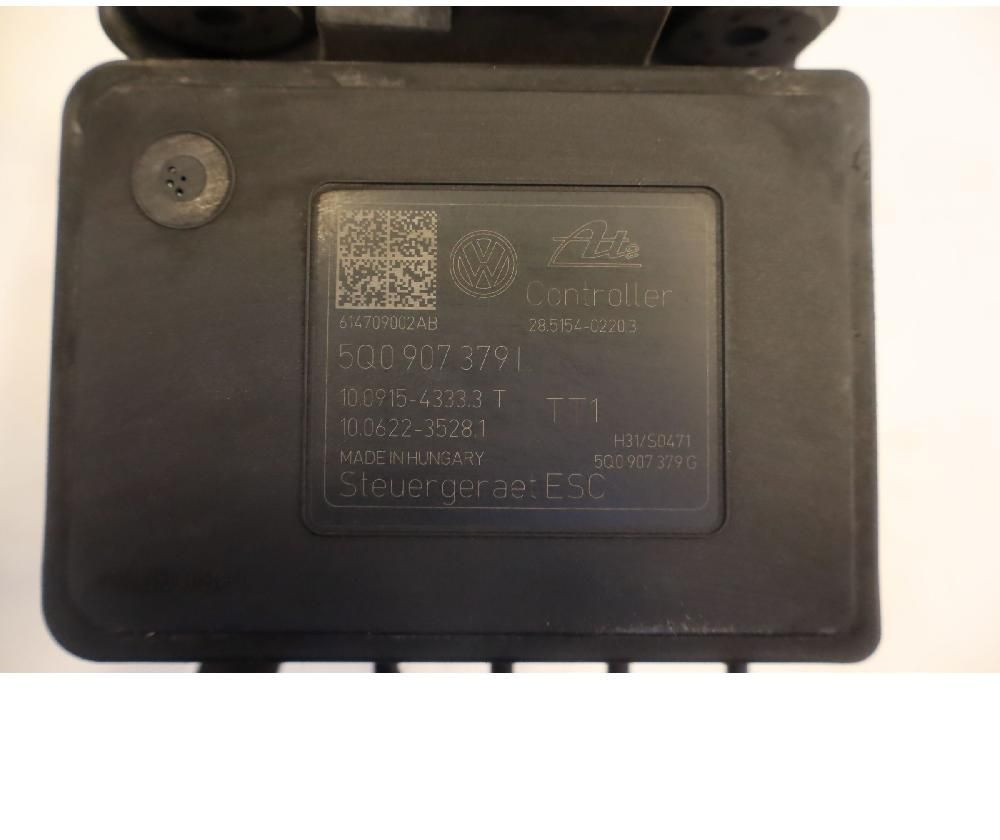 Ate
Controller
614709002AB
28.5154-0220.3
5Q0 907 379 I
10.0915-4333.3 T
TT1
10.0622-3528.1
H31/S0471
MADE IN HUNGARY
5Q0 907 379 G
Steuergeraet ESC